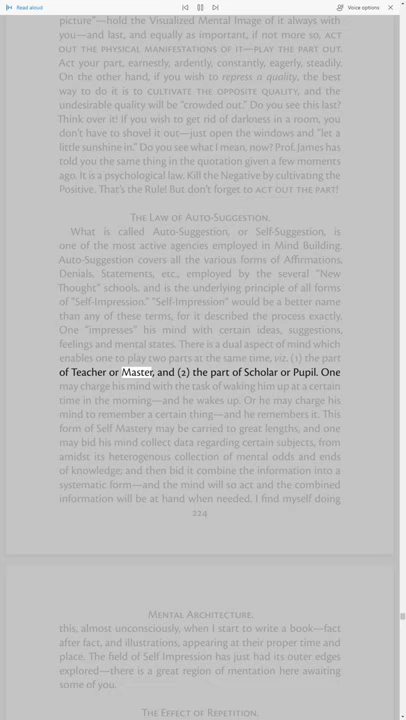 Read aloud
Voice options
picture"—hold the Visualized Mental Image of it always with
you—and last, and equally as important, if not more so, ACT
OUT THE PHYSICAL MANIFESTATIONS OF IT—PLAY THE PART OUT.
Act your part, earnestly, ardently, constantly, eagerly, steadily.
On the other hand, if you wish to repress a quality, the best
way to do it is to CULTIVATE THE OPPOSITE QUALITY, and the
undesirable quality will be “crowded out.” Do you see this last?
Think over it! If you wish to get rid of darkness in a room, you
don’t have to shovel it out—just open the windows and “let a
little sunshine in.” Do you see what I mean, now? Prof. James has
told you the same thing in the quotation given a few moments
ago. It is a psychological law. Kill the Negative by cultivating the
Positive. That’s the Rule! But don’t forget to ACT OUT THE PART!
The Law of Auto-Suggestion.
What is called Auto-Suggestion, or Self-Suggestion, is
one of the most active agencies employed in Mind Building.
Auto-Suggestion covers all the various forms of Affirmations,
Denials, Statements, etc., employed by the several “New
Thought” schools, and is the underlying principle of all forms
of “Self-Impression.” “Self-Impression” would be a better name
than any of these terms, for it described the process exactly.
One “impresses” his mind with certain ideas, suggestions,
feelings and mental states. There is a dual aspect of mind which
enables one to play two parts at the same time, viz. (1) the part
of Teacher or Master, and (2) the part of Scholar or Pupil. One
may charge his mind with the task of waking him up at a certain
time in the morning—and he wakes up. Or he may charge his
mind to remember a certain thing—and he remembers it. This
form of Self Mastery may be carried to great lengths, and one
may bid his mind collect data regarding certain subjects, from
amidst its heterogenous collection of mental odds and ends
of knowledge; and then bid it combine the information into a
systematic form—and the mind will so act and the combined
information will be at hand when needed. I find myself doing
224
Mental Architecture.
this, almost unconsciously, when I start to write a book—fact
after fact, and illustrations, appearing at their proper time and
place. The field of Self Impression has just had its outer edges
explored—there is a great region of mentation here awaiting
some of you.
The Effect of Repetition.